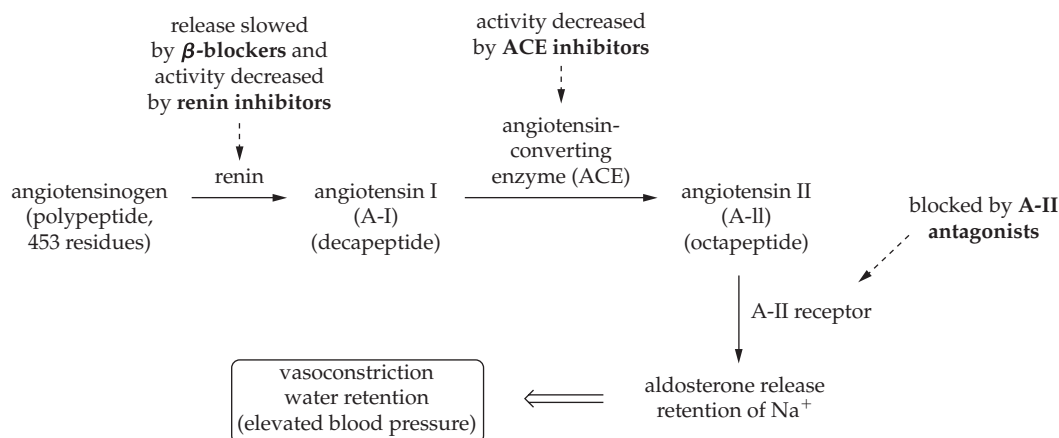 release slowed
by β-blockers and
activity decreased
by renin inhibitors
activity decreased
by ACE inhibitors
renin
angiotensin-
converting
enzyme (ACE)
angiotensinogen
(polypeptide,
453 residues)
angiotensin I
(A-I)
(decapeptide)
angiotensin II
(A-II)
(octapeptide)
blocked by A-II
antagonists
A-II receptor
aldosterone release
retention of Na⁺
vasoconstriction
water retention
(elevated blood pressure)